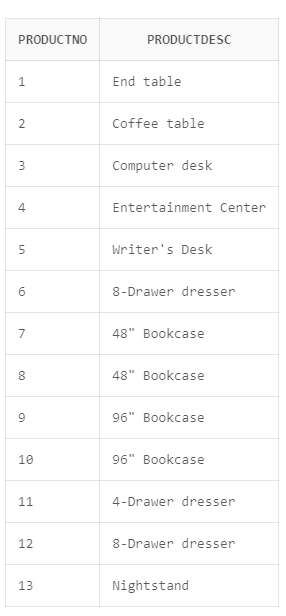 PRODUCTNO PRODUCTDESC
1 End table
2 Coffee table
3 Computer desk
4 Entertainment Center
5 Writer's Desk
6 8-Drawer dresser
7 48" Bookcase
8 48" Bookcase
9 96" Bookcase
10 96" Bookcase
11 4-Drawer dresser
12 8-Drawer dresser
13 Nightstand